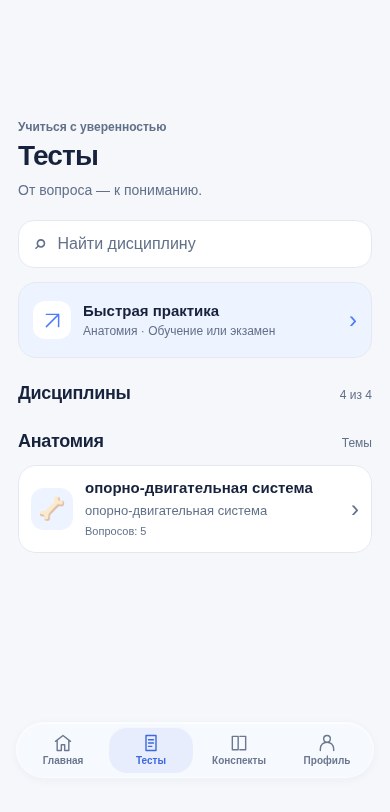 Учиться с уверенностью
Тесты
От вопроса — к пониманию.
Найти дисциплину
Быстрая практика
Анатомия · Обучение или экзамен
Дисциплины
4 из 4
Анатомия
Темы
опорно-двигательная система
опорно-двигательная система
Вопросов: 5
Главная
Тесты
Конспекты
Профиль